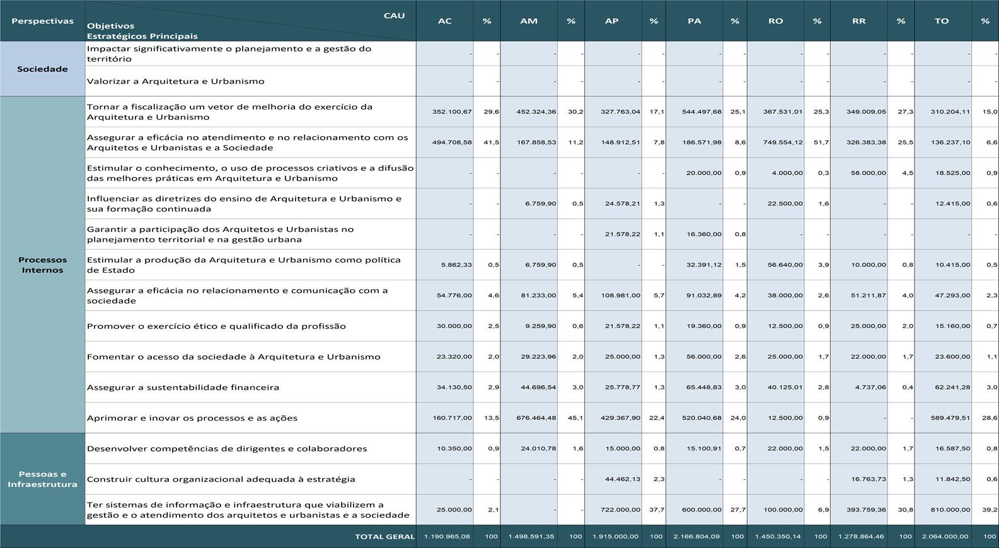 Perspectivas CAU Objetivos AC % AM % AP % PA % RO % RR % TO %
Estratégicos Principais
Sociedade
Impactar significativamente o planejamento e a gestão do
território - - - - - - - - - - - - - -
Valorizar a Arquitetura e Urbanismo - - - - - - - - - - - - - -
Processos
Internos
Tornar a fiscalização um vetor de melhoria do exercício da
Arquitetura e Urbanismo 352.100,67 29,6 452.324,36 30,2 327.763,04 17,1 544.497,68 25,1 367.531,01 25,3 349.009,05 27,3 310.204,11 15,0
Assegurar a eficácia no atendimento e no relacionamento com os
Arquitetos e Urbanistas e a Sociedade 494.708,58 41,5 167.858,53 11,2 148.912,51 7,8 186.571,98 8,6 749.554,12 51,7 326.383,38 25,5 136.237,10 6,6
Estimular o conhecimento, o uso de processos criativos e a difusão
das melhores práticas em Arquitetura e Urbanismo - - - - - - 20.000,00 0,9 4.000,00 0,3 58.000,00 4,5 18.525,00 0,9
Influenciar as diretrizes do ensino de Arquitetura e Urbanismo e
sua formação continuada - - 6.759,90 0,5 24.578,21 1,3 - - 22.500,00 1,6 - - 12.415,00 0,6
Garantir a participação dos Arquitetos e Urbanistas no
planejamento territorial e na gestão urbana - - - - 21.578,22 1,1 16.360,00 0,8 - - - - - -
Estimular a produção da Arquitetura e Urbanismo como política
de Estado 5.862,33 0,5 6.759,90 0,5 - - 32.391,12 1,5 56.640,00 3,9 10.000,00 0,8 10.415,00 0,5
Assegurar a eficácia no relacionamento e comunicação com a
sociedade 54.776,00 4,6 81.233,00 5,4 108.981,00 5,7 91.032,89 4,2 38.000,00 2,6 51.211,87 4,0 47.293,00 2,3
Promover o exercício ético e qualificado da profissão 30.000,00 2,5 9.259,90 0,6 21.578,22 1,1 19.360,00 0,9 12.500,00 0,9 25.000,00 2,0 15.160,00 0,7
Fomentar o acesso da sociedade à Arquitetura e Urbanismo 23.320,00 2,0 29.223,96 2,0 25.000,00 1,3 56.000,00 2,6 25.000,00 1,7 22.000,00 1,7 23.600,00 1,1
Assegurar a sustentabilidade financeira 34.130,50 2,9 44.696,54 3,0 25.778,77 1,3 65.448,83 3,0 40.125,01 2,8 4.737,06 0,4 62.241,28 3,0
Aprimorar e inovar os processos e as ações 160.717,00 13,5 676.464,48 45,1 429.367,90 22,4 520.040,68 24,0 12.500,00 0,9 - - 589.479,51 28,6
Pessoas e
Infraestrutura
Desenvolver competências de dirigentes e colaboradores 10.350,00 0,9 24.010,78 1,6 15.000,00 0,8 15.100,91 0,7 22.000,00 1,5 22.000,00 1,7 16.587,50 0,8
Construir cultura organizacional adequada à estratégia - - - - 44.462,13 2,3 - - - - 16.763,73 1,3 11.842,50 0,6
Ter sistemas de informação e infraestrutura que viabilizem a
gestão e o atendimento dos arquitetos e urbanistas e a sociedade 25.000,00 2,1 - - 722.000,00 37,7 600.000,00 27,7 100.000,00 6,9 393.759,36 30,8 810.000,00 39,2
TOTAL GERAL 1.190.965,08 100 1.498.591,35 100 1.915.000,00 100 2.166.804,09 100 1.450.350,14 100 1.278.864,46 100 2.064.000,00 100